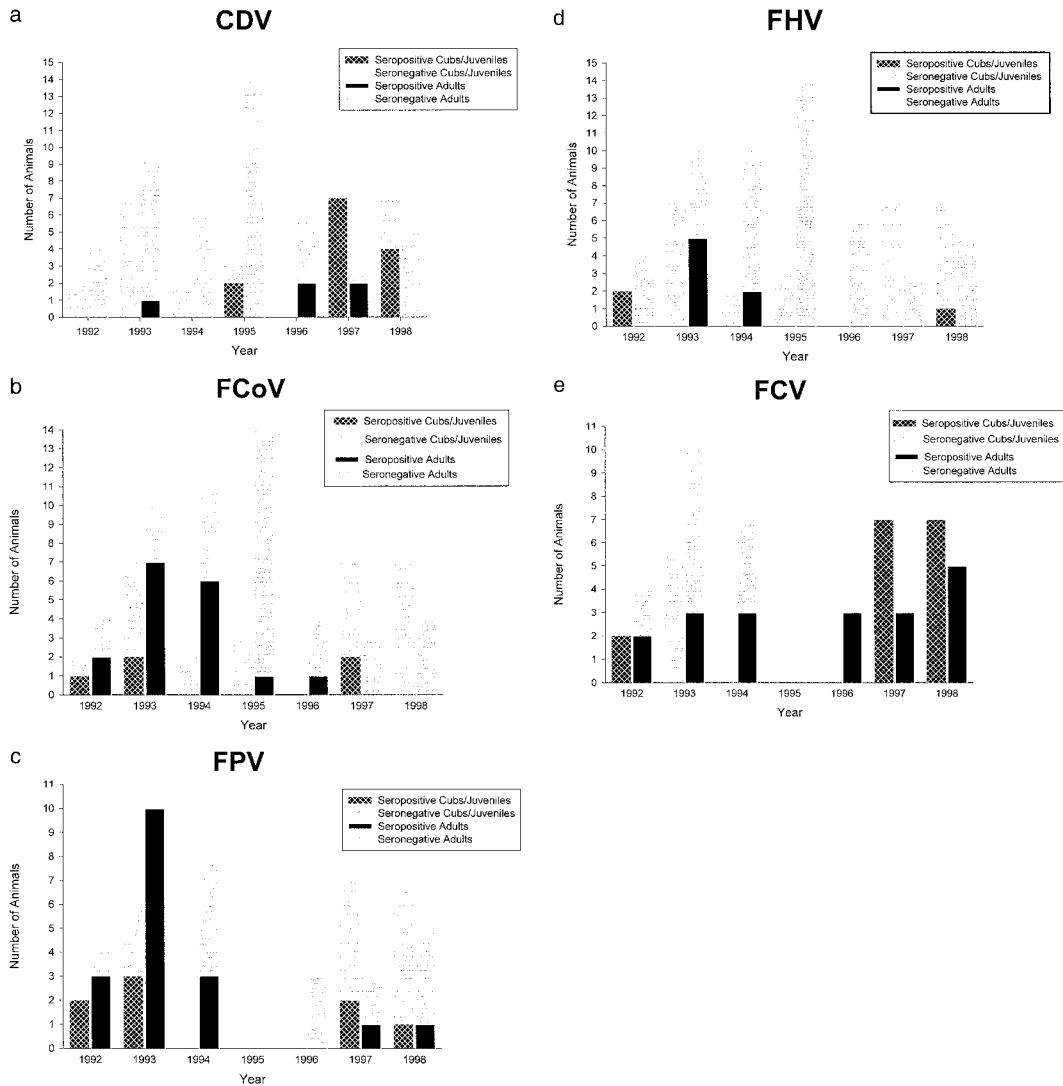 a
CDV
Seropositive Cubs/Juveniles
Seronegative Cubs/Juveniles
Seropositive Adults
Seronegative Adults
15
14
13
12
11
10
9
8
7
6
5
4
3
2
1
0
Number of Animals
1992 1993 1994 1995 1996 1997 1998
Year
b
FCoV
Seropositive Cubs/Juveniles
Seronegative Cubs/Juveniles
Seropositive Adults
Seronegative Adults
14
13
12
11
10
9
8
7
6
5
4
3
2
1
0
Number of Animals
1992 1993 1994 1995 1996 1997 1998
Year
c
FPV
Seropositive Cubs/Juveniles
Seronegative Cubs/Juveniles
Seropositive Adults
Seronegative Adults
11
10
9
8
7
6
5
4
3
2
1
0
Number of Animals
1992 1993 1994 1995 1996 1997 1998
Year
d
FHV
Seropositive Cubs/Juveniles
Seronegative Cubs/Juveniles
Seropositive Adults
Seronegative Adults
15
14
13
12
11
10
9
8
7
6
5
4
3
2
1
0
Number of Animals
1992 1993 1994 1995 1996 1997 1998
Year
e
FCV
Seropositive Cubs/Juveniles
Seronegative Cubs/Juveniles
Seropositive Adults
Seronegative Adults
11
10
10
9
9
8
7
6
5
4
3
2
1
0
Number of Animals
1992 1993 1994 1995 1996 1997 1998
Year